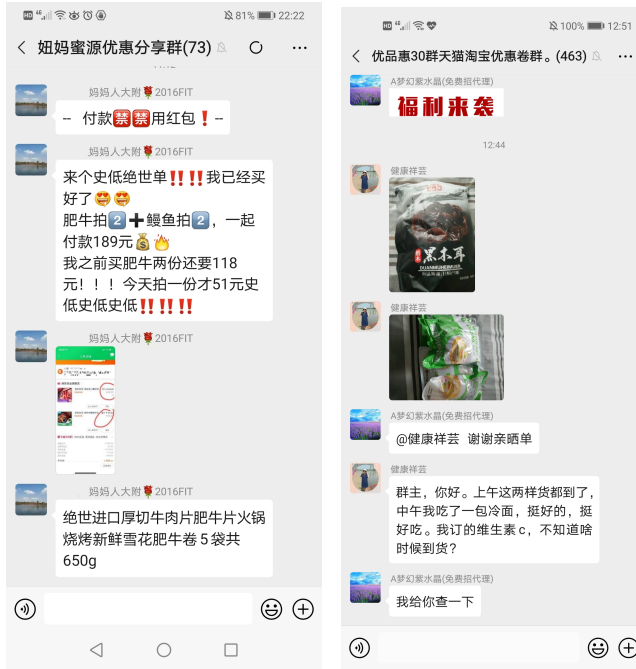 HD 46 81% 22:22
妞妈蜜源优惠分享群(73)
妈妈人大附🌹2016FIT
-- 付款🈲🈲用红包❗--
妈妈人大附🌹2016FIT
来个史低绝世单‼️‼️我已经买
好了😍😍
肥牛拍2️⃣➕鳗鱼拍2️⃣，一起
付款189元💰🔥
我之前买肥牛两份还要118
元！！！今天拍一份才51元史
低史低史低‼️‼️‼️
妈妈人大附🌹2016FIT
妈妈人大附🌹2016FIT
绝世进口厚切牛肉片肥牛片火锅
烧烤新鲜雪花肥牛卷５袋共
650g
HD 46 100% 12:51
优品惠30群天猫淘宝优惠卷群。(463)
A梦幻紫水晶(免费招代理)
福利来袭
12:44
健康祥芸
黑木耳
健康祥芸
A梦幻紫水晶(免费招代理)
@健康祥芸 谢谢亲晒单
健康祥芸
群主，你好。上午这两样货都到了，
中午我吃了一包冷面，挺好的，挺
好吃。我订的维生素ｃ，不知道啥
时候到货？
A梦幻紫水晶(免费招代理)
我给你查一下